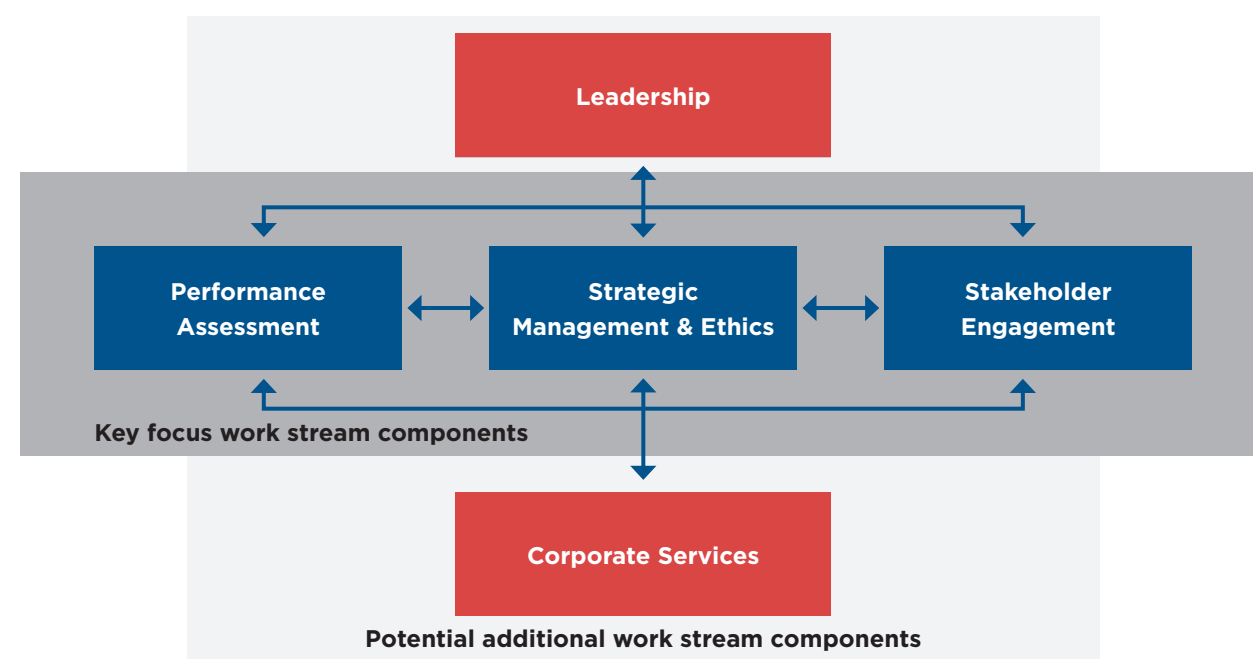 Leadership
Performance
Assessment
Strategic
Management & Ethics
Stakeholder
Engagement
Key focus work stream components
Corporate Services
Potential additional work stream components